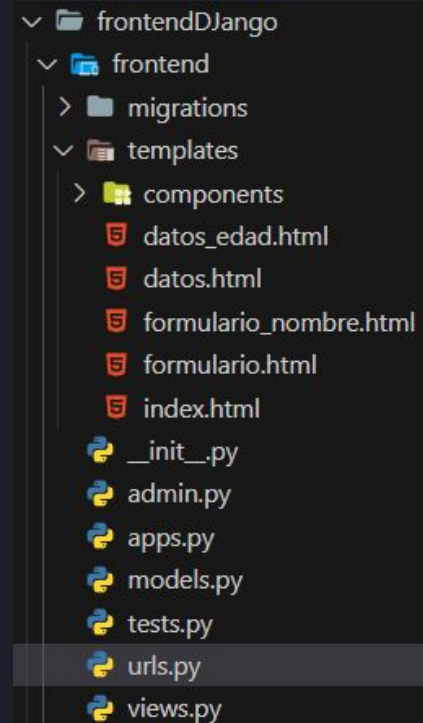 frontendDJango
frontend
migrations
templates
components
datos_edad.html
datos.html
formulario_nombre.html
formulario.html
index.html
__init__.py
admin.py
apps.py
models.py
tests.py
urls.py
views.py